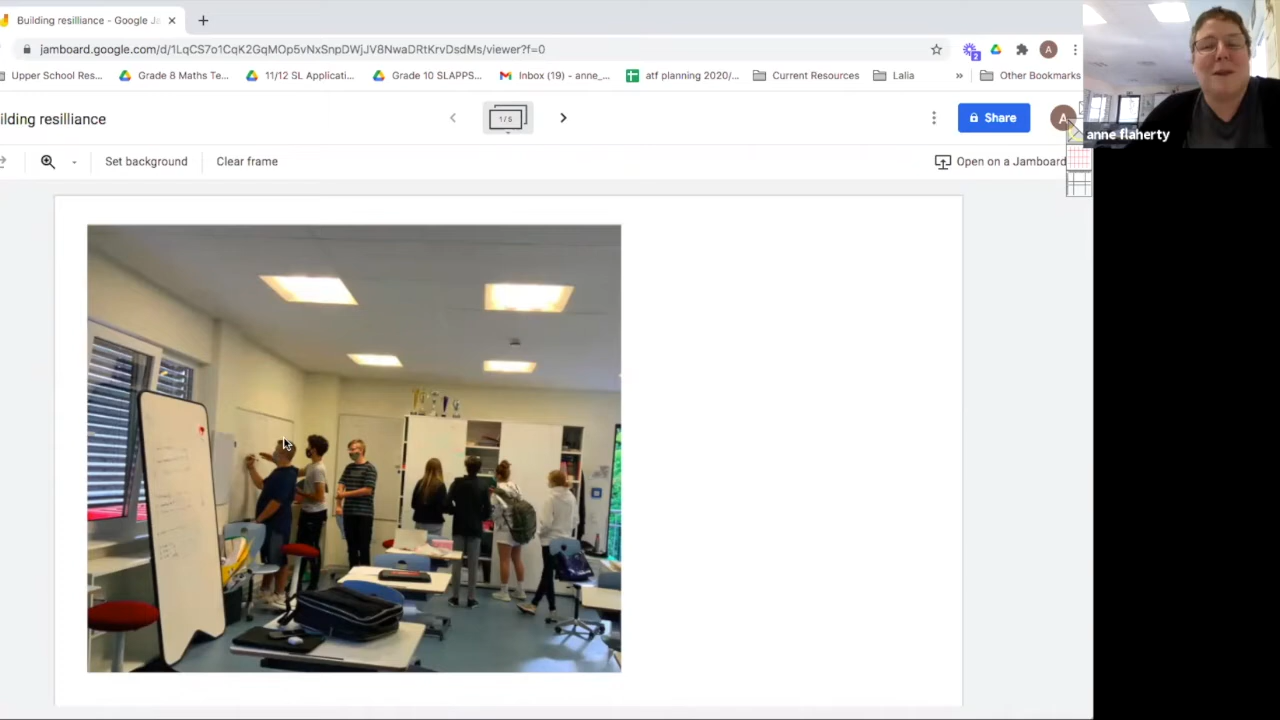 Building resilliance - Google Ja
jamboard.google.com/d/1LqCS7o1CqK2GqMOp5vNxSnpDWjJV8NwaDRtKrvDsdMs/viewer?f=0
2
A
Upper School Res...
Grade 8 Maths Te...
11/12 SL Applicati...
Grade 10 SLAPPS...
Inbox (19) - anne_...
atf planning 2020/...
Current Resources
Lalia
»
Other Bookmarks
ilding resilliance
1/5
Share
A
anne flaherty
Set background
Clear frame
Open on a Jamboard